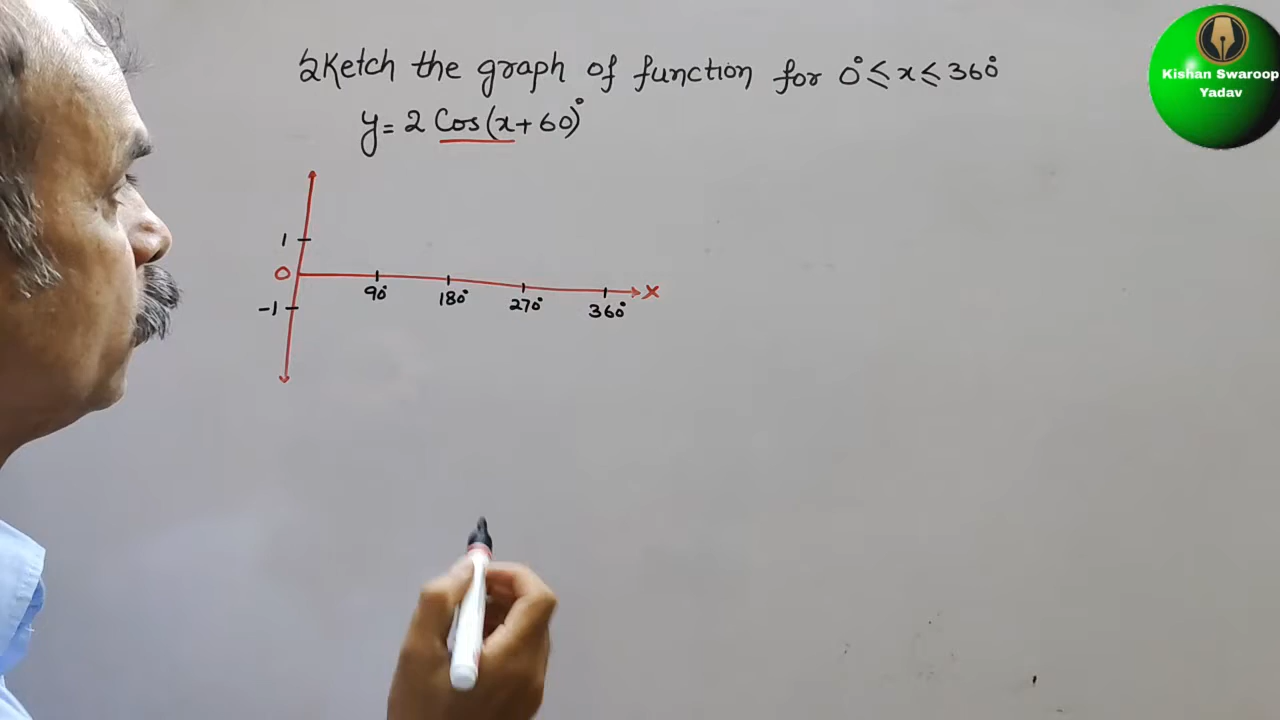 Sketch the graph of function for 0° ≤ x ≤ 360°
y = 2 Cos(x+60)°
Kishan Swaroop
Yadav
1
0
-1
90°
180°
270°
360°
X